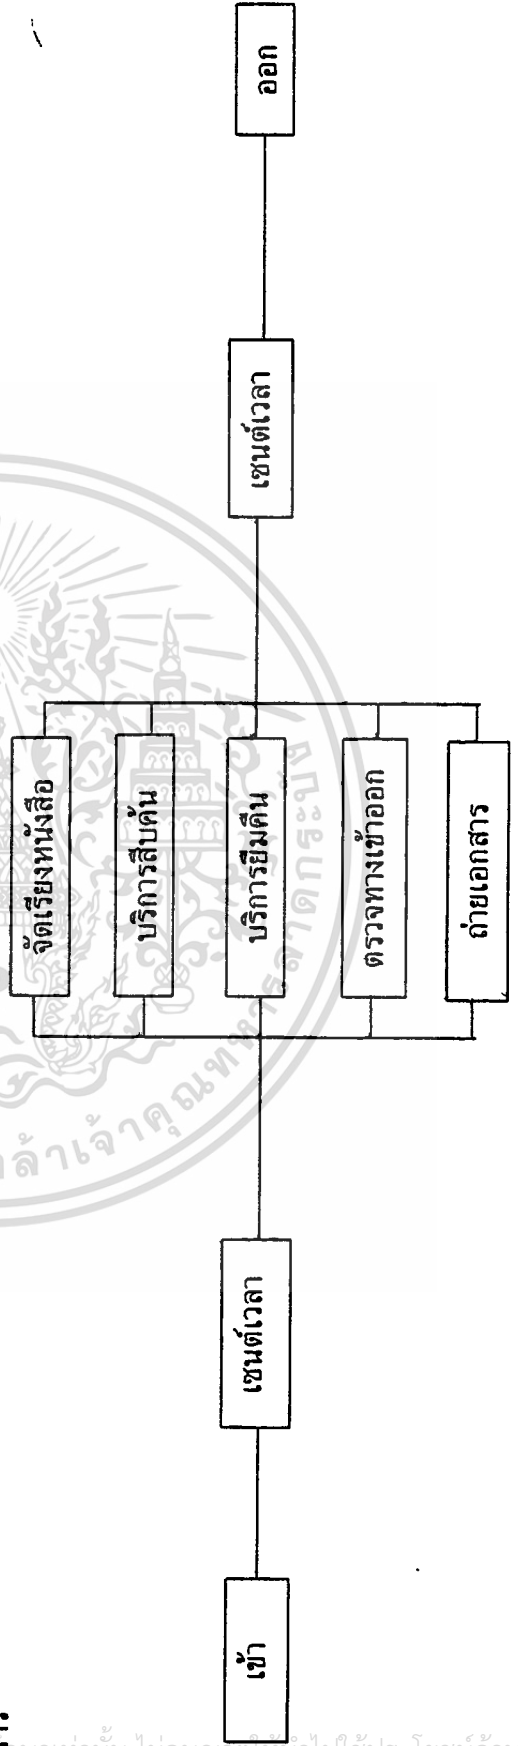 เข้า
เซนต์เวลา
จัดเรียงหนังสือ
บริการสืบค้น
บริการยืมคืน
ตรวจทางเข้าออก
ถ่ายเอกสาร
เซนต์เวลา
ออก